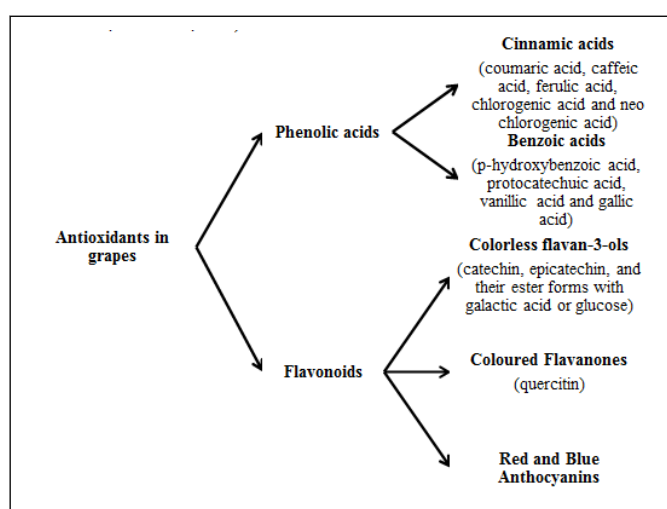 Antioxidants in
grapes
Phenolic acids
Cinnamic acids
(coumaric acid, caffeic
acid, ferulic acid,
chlorogenic acid and neo
chlorogenic acid)
Benzoic acids
(p-hydroxybenzoic acid,
protocatechuic acid,
vanillic acid and gallic
acid)
Flavonoids
Colorless flavan-3-ols
(catechin, epicatechin, and
their ester forms with
galactic acid or glucose)
Coloured Flavanones
(quercitin)
Red and Blue
Anthocyanins